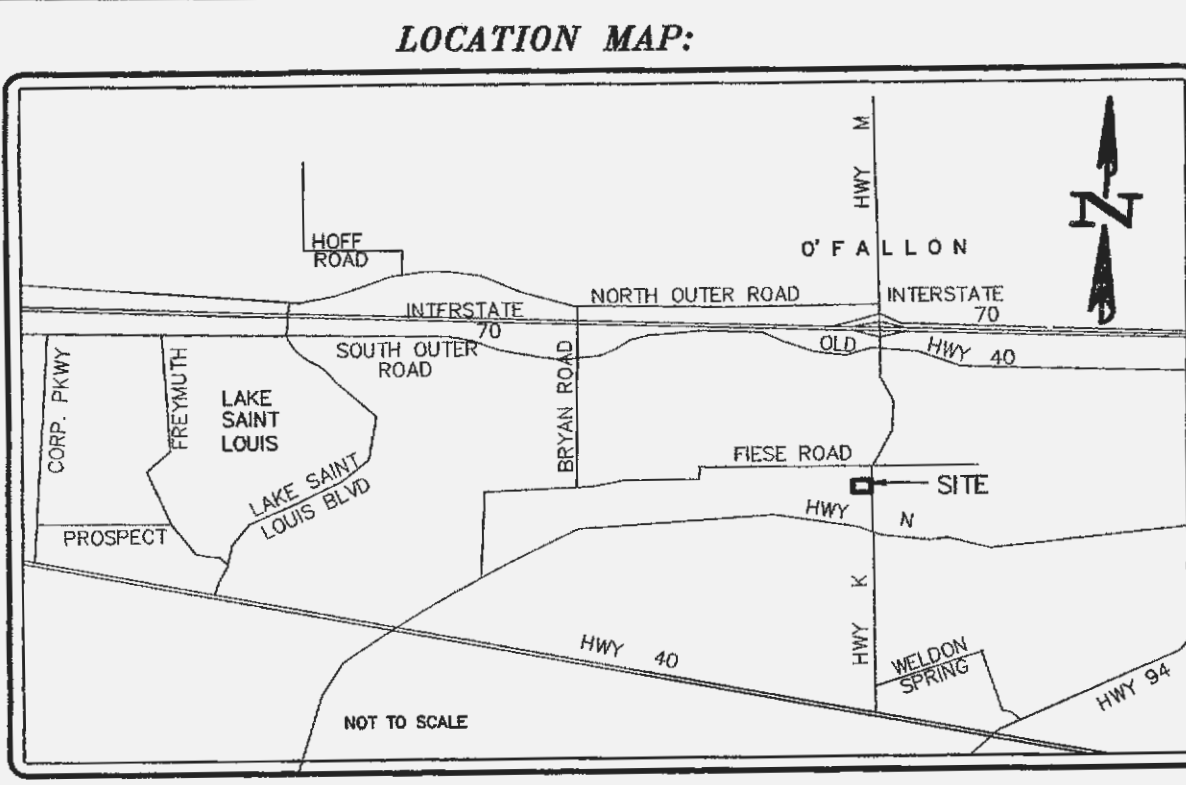 LOCATION MAP:
HWY M
N
O'FALLON
HOFF
ROAD
INTERSTATE
70
NORTH OUTER ROAD
INTERSTATE
70
SOUTH OUTER
ROAD
OLD HWY 40
CORP. PKWY
FREYMUTH
LAKE
SAINT
LOUIS
BRYAN ROAD
FIESE ROAD
LAKE SAINT
LOUIS BLVD
SITE
HWY N
PROSPECT
HWY K
HWY 40
WELDON
SPRING
HWY 94
NOT TO SCALE